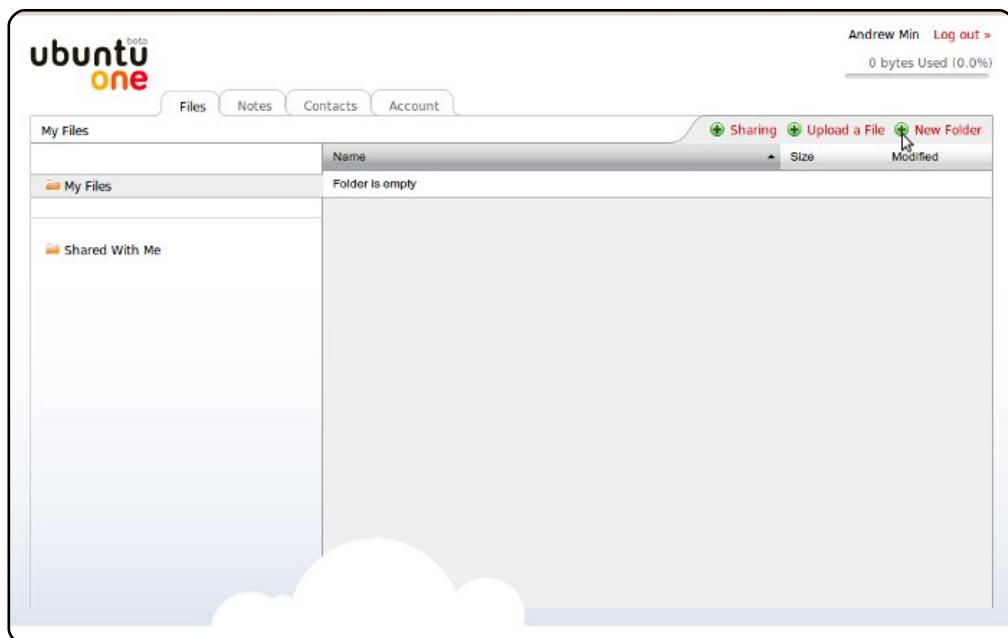 Andrew Min Log out »
ubuntu beta
one
0 bytes Used (0.0%)
Files Notes Contacts Account
My Files Sharing Upload a File New Folder
Name Size Modified
My Files Folder is empty
Shared With Me